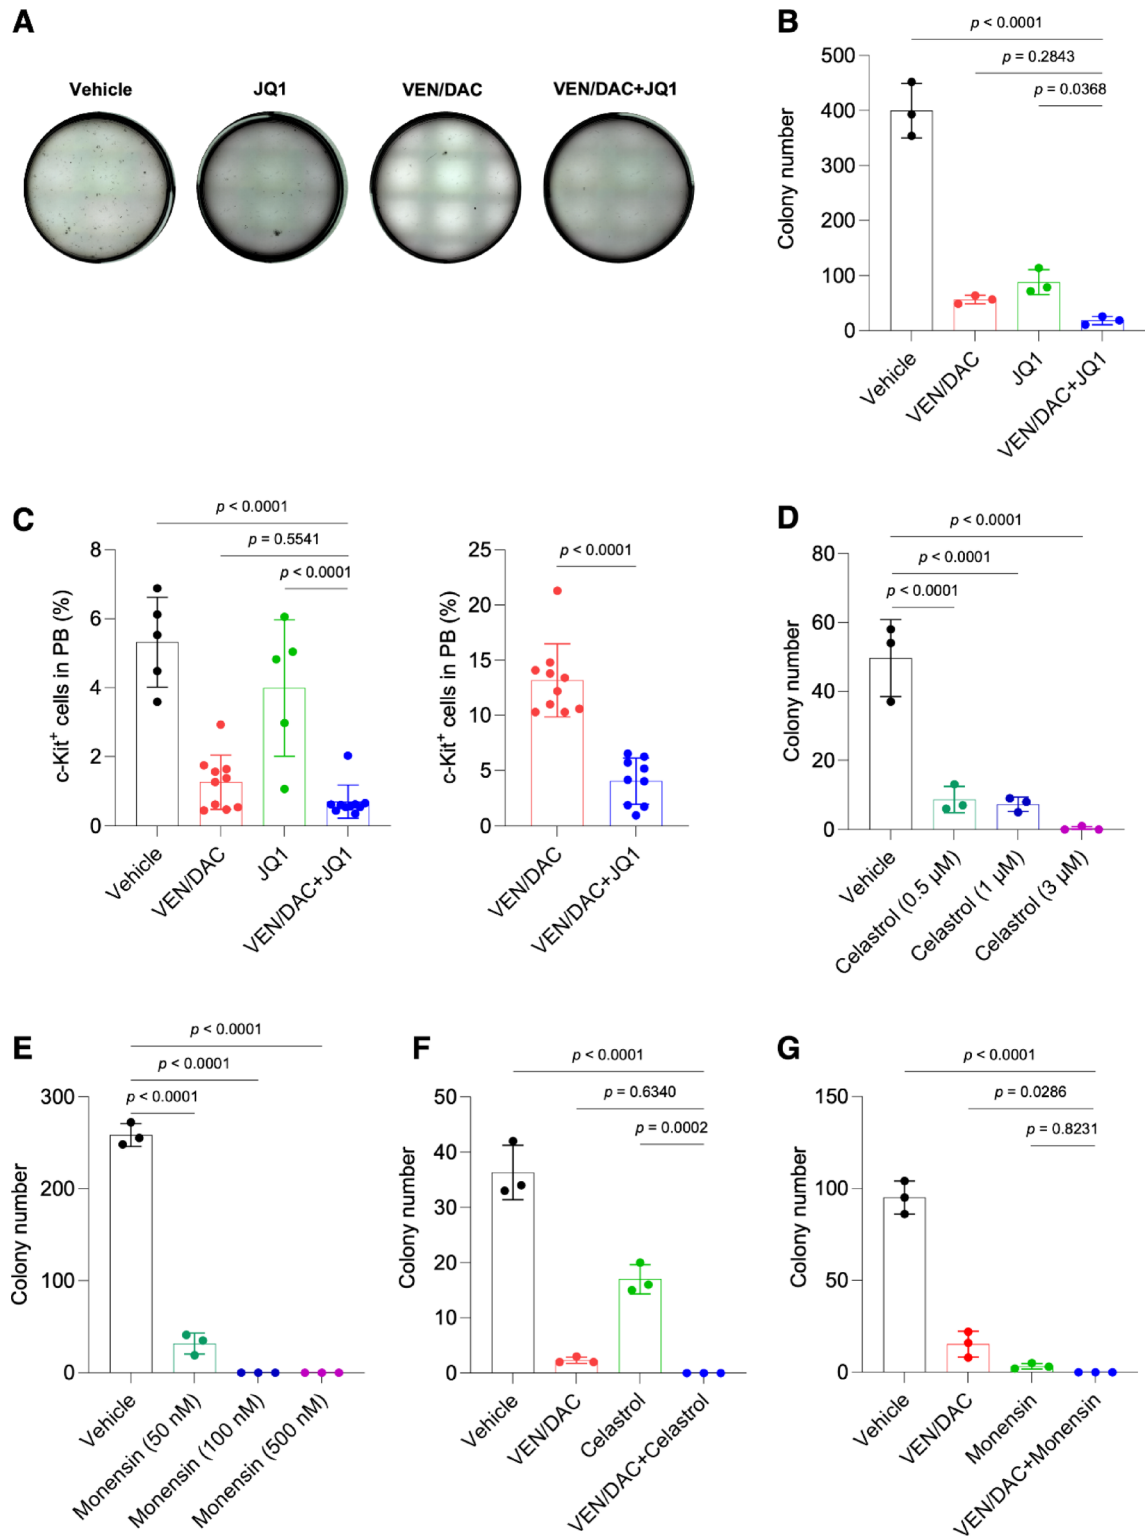 A
Vehicle
JQ1
VEN/DAC
VEN/DAC+JQ1
B
p < 0.0001
p = 0.2843
p = 0.0368
Colony number
500
400
300
200
100
0
Vehicle
VEN/DAC
JQ1
VEN/DAC+JQ1
C
p < 0.0001
p = 0.5541
p < 0.0001
c-Kit⁺ cells in PB (%)
8
6
4
2
0
Vehicle
VEN/DAC
JQ1
VEN/DAC+JQ1
p < 0.0001
c-Kit⁺ cells in PB (%)
25
20
15
10
5
0
VEN/DAC
VEN/DAC+JQ1
D
p < 0.0001
p < 0.0001
p < 0.0001
Colony number
80
60
40
20
0
Vehicle
Celastrol (0.5 µM)
Celastrol (1 µM)
Celastrol (3 µM)
E
p < 0.0001
p < 0.0001
p < 0.0001
Colony number
300
200
100
0
Vehicle
Monensin (50 nM)
Monensin (100 nM)
Monensin (500 nM)
F
p < 0.0001
p = 0.6340
p = 0.0002
Colony number
50
40
30
20
10
0
Vehicle
VEN/DAC
Celastrol
VEN/DAC+Celastrol
G
p < 0.0001
p = 0.0286
p = 0.8231
Colony number
150
100
50
0
Vehicle
VEN/DAC
Monensin
VEN/DAC+Monensin